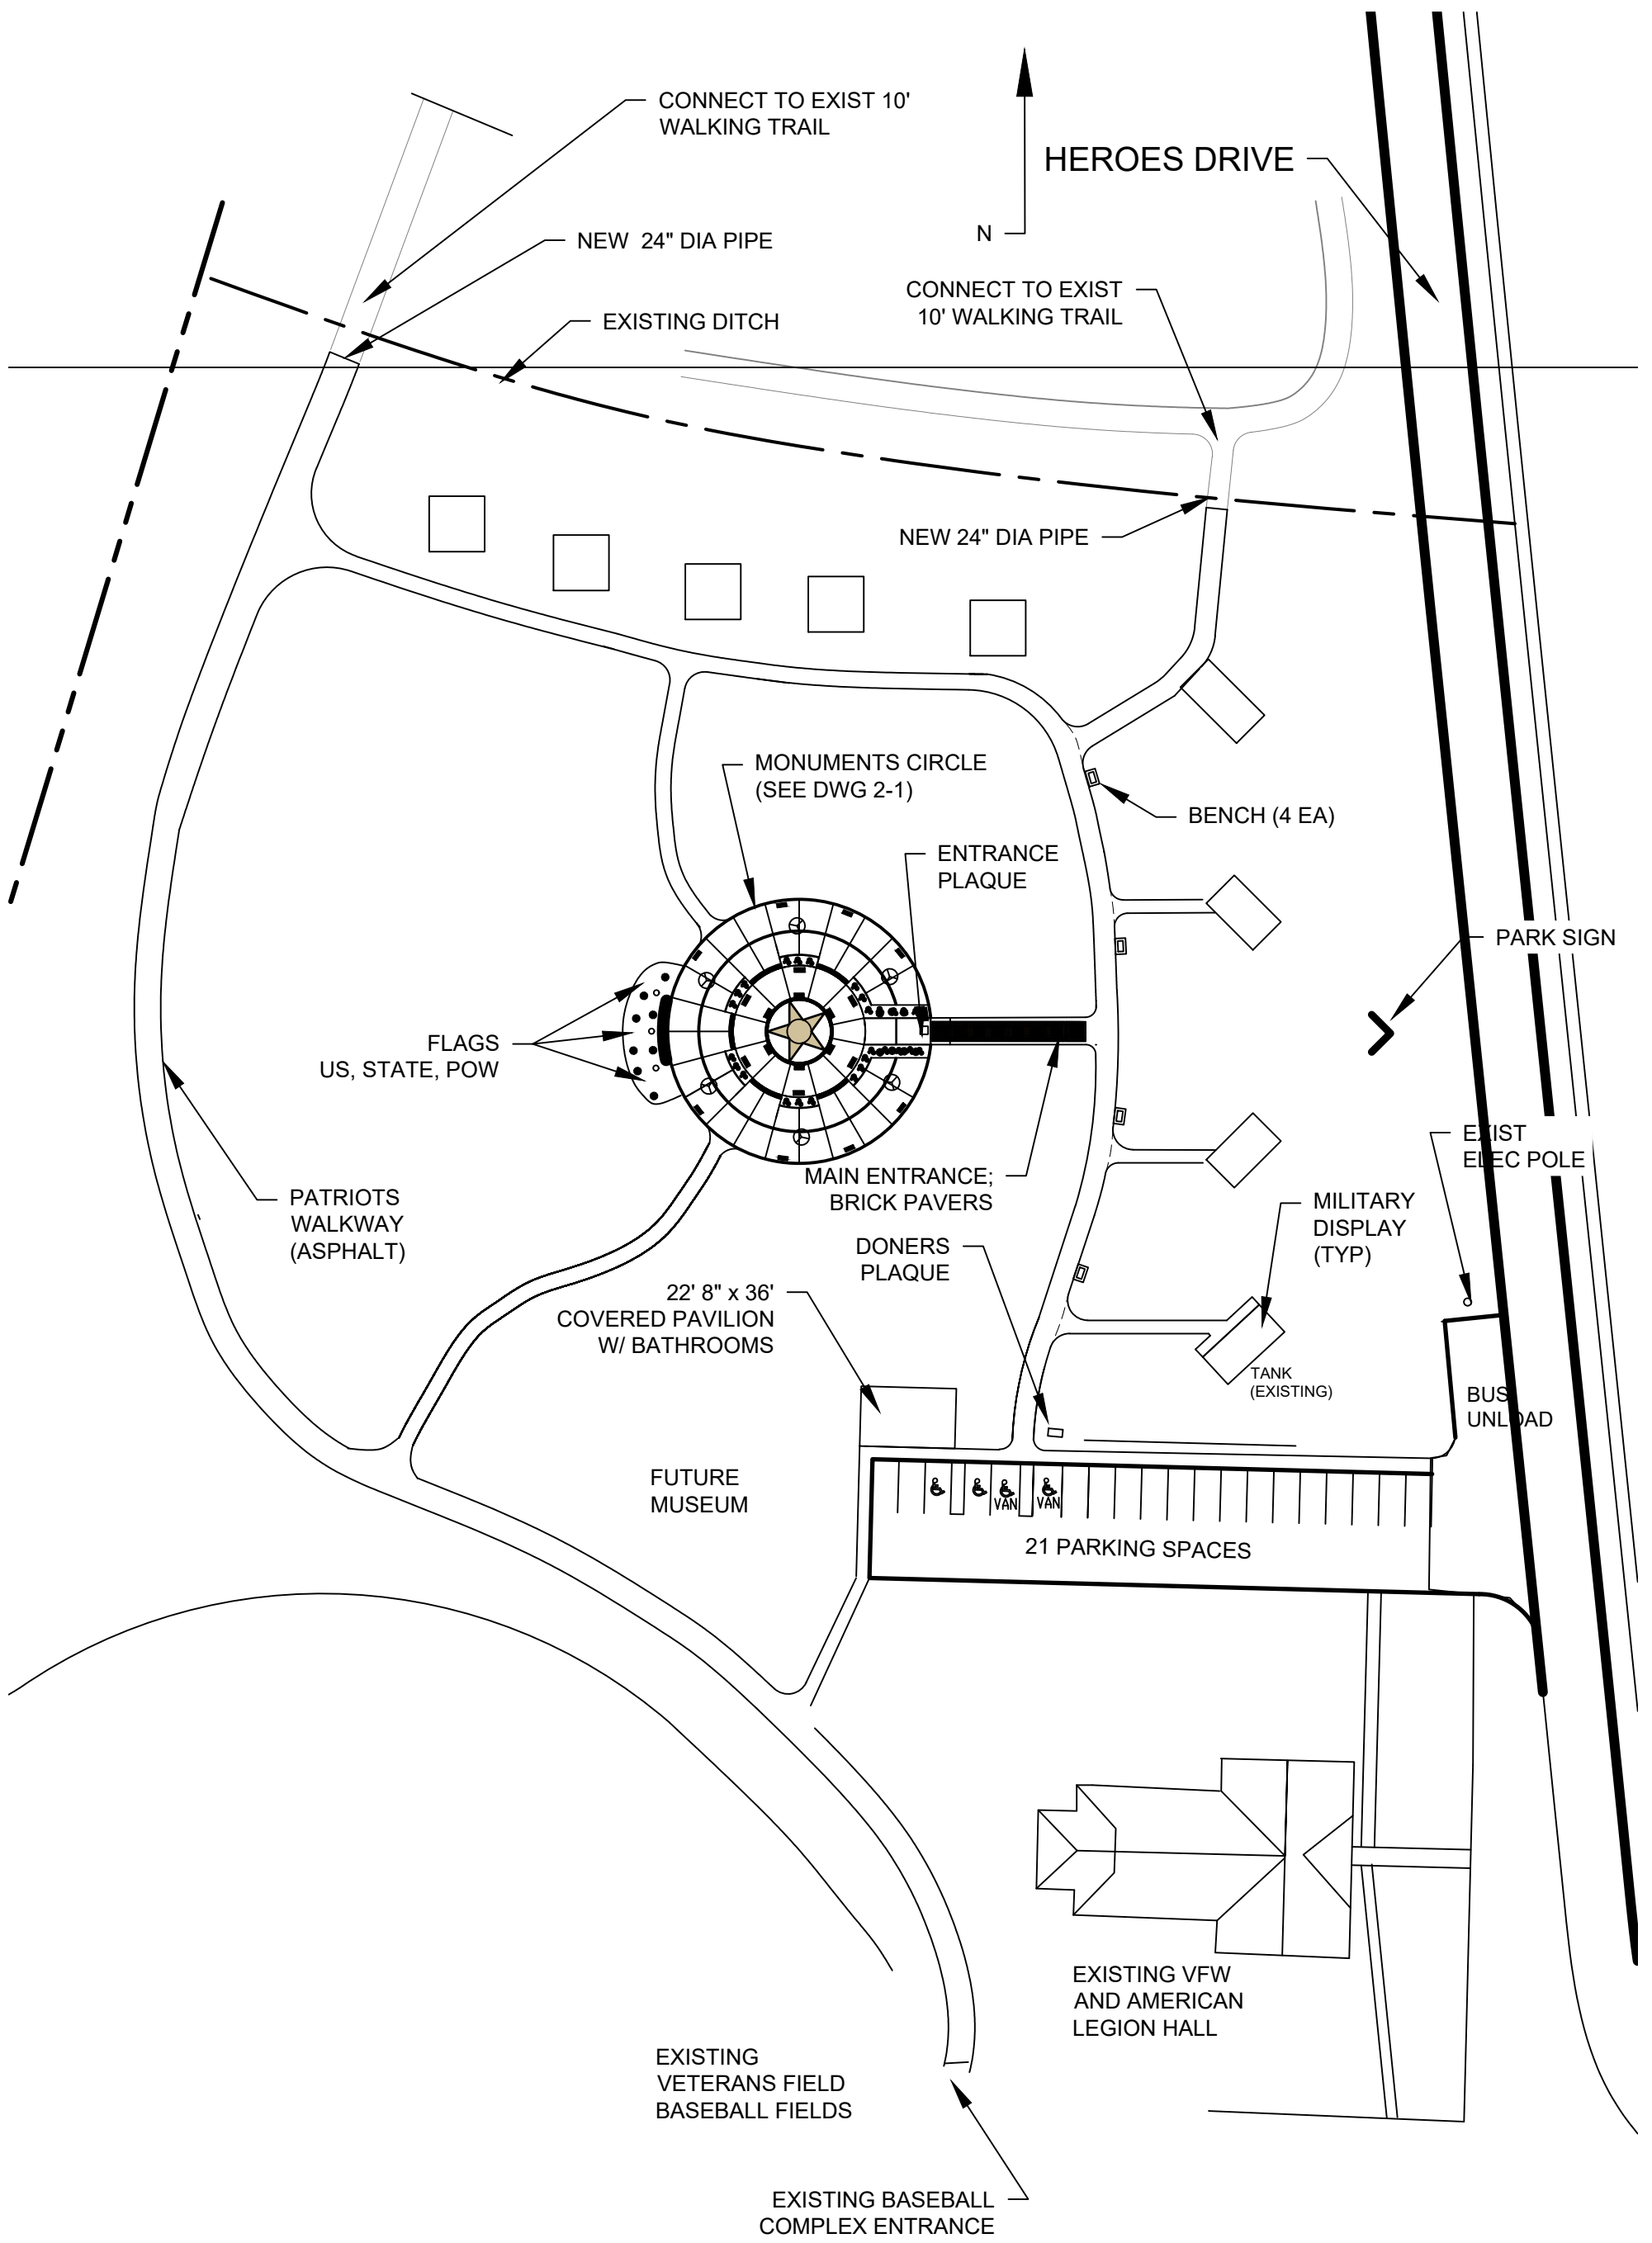 CONNECT TO EXIST 10'
WALKING TRAIL
HEROES DRIVE
NEW 24" DIA PIPE
N
CONNECT TO EXIST
10' WALKING TRAIL
EXISTING DITCH
NEW 24" DIA PIPE
MONUMENTS CIRCLE
(SEE DWG 2-1)
BENCH (4 EA)
ENTRANCE
PLAQUE
PARK SIGN
FLAGS
US, STATE, POW
EXIST
ELEC POLE
MAIN ENTRANCE;
BRICK PAVERS
PATRIOTS
WALKWAY
(ASPHALT)
MILITARY
DISPLAY
(TYP)
DONERS
PLAQUE
22' 8" x 36'
COVERED PAVILION
W/ BATHROOMS
TANK
(EXISTING)
BUS
UNLOAD
FUTURE
MUSEUM
VAN
VAN
21 PARKING SPACES
EXISTING VFW
AND AMERICAN
LEGION HALL
EXISTING
VETERANS FIELD
BASEBALL FIELDS
EXISTING BASEBALL
COMPLEX ENTRANCE